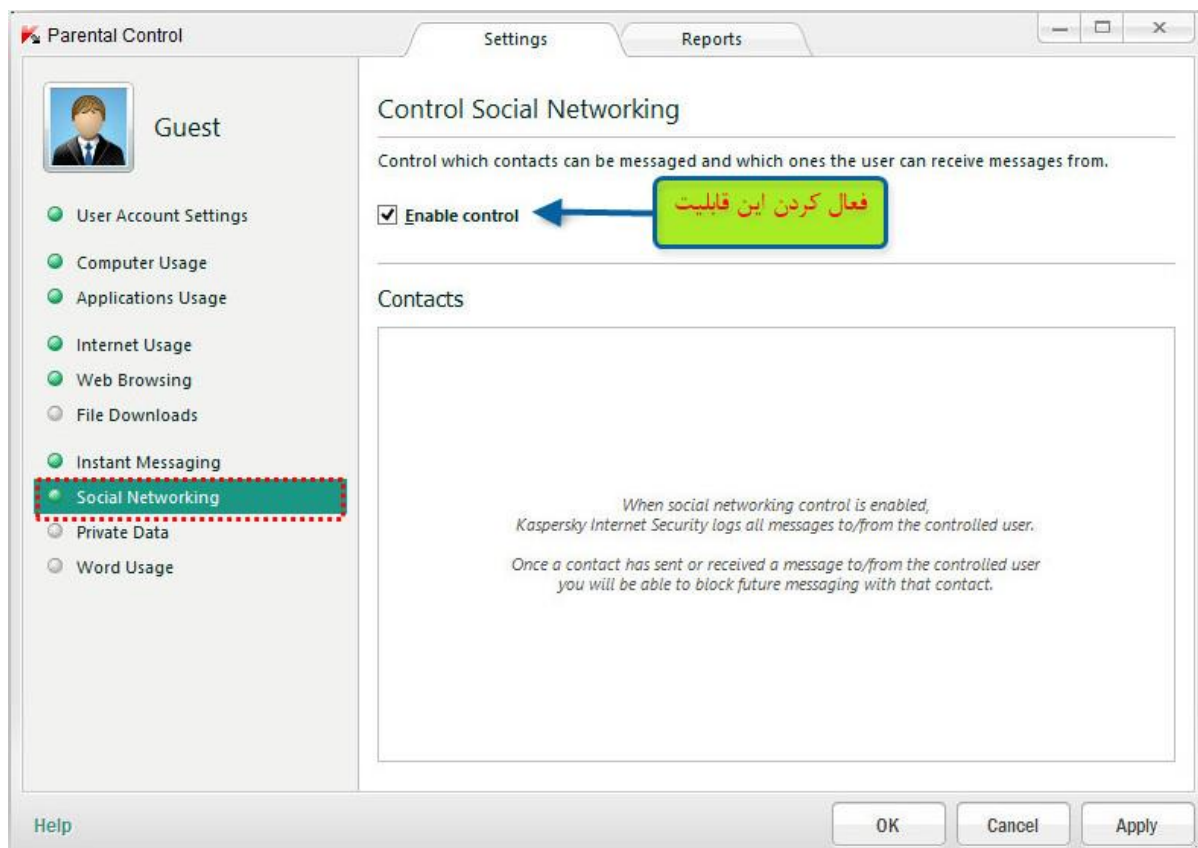 Parental Control
Settings
Reports
Guest
User Account Settings
Computer Usage
Applications Usage
Internet Usage
Web Browsing
File Downloads
Instant Messaging
Social Networking
Private Data
Word Usage
Control Social Networking
Control which contacts can be messaged and which ones the user can receive messages from.
Enable control
فعال کردن این قابلیت
Contacts
When social networking control is enabled,
Kaspersky Internet Security logs all messages to/from the controlled user.
Once a contact has sent or received a message to/from the controlled user
you will be able to block future messaging with that contact.
Help
OK
Cancel
Apply